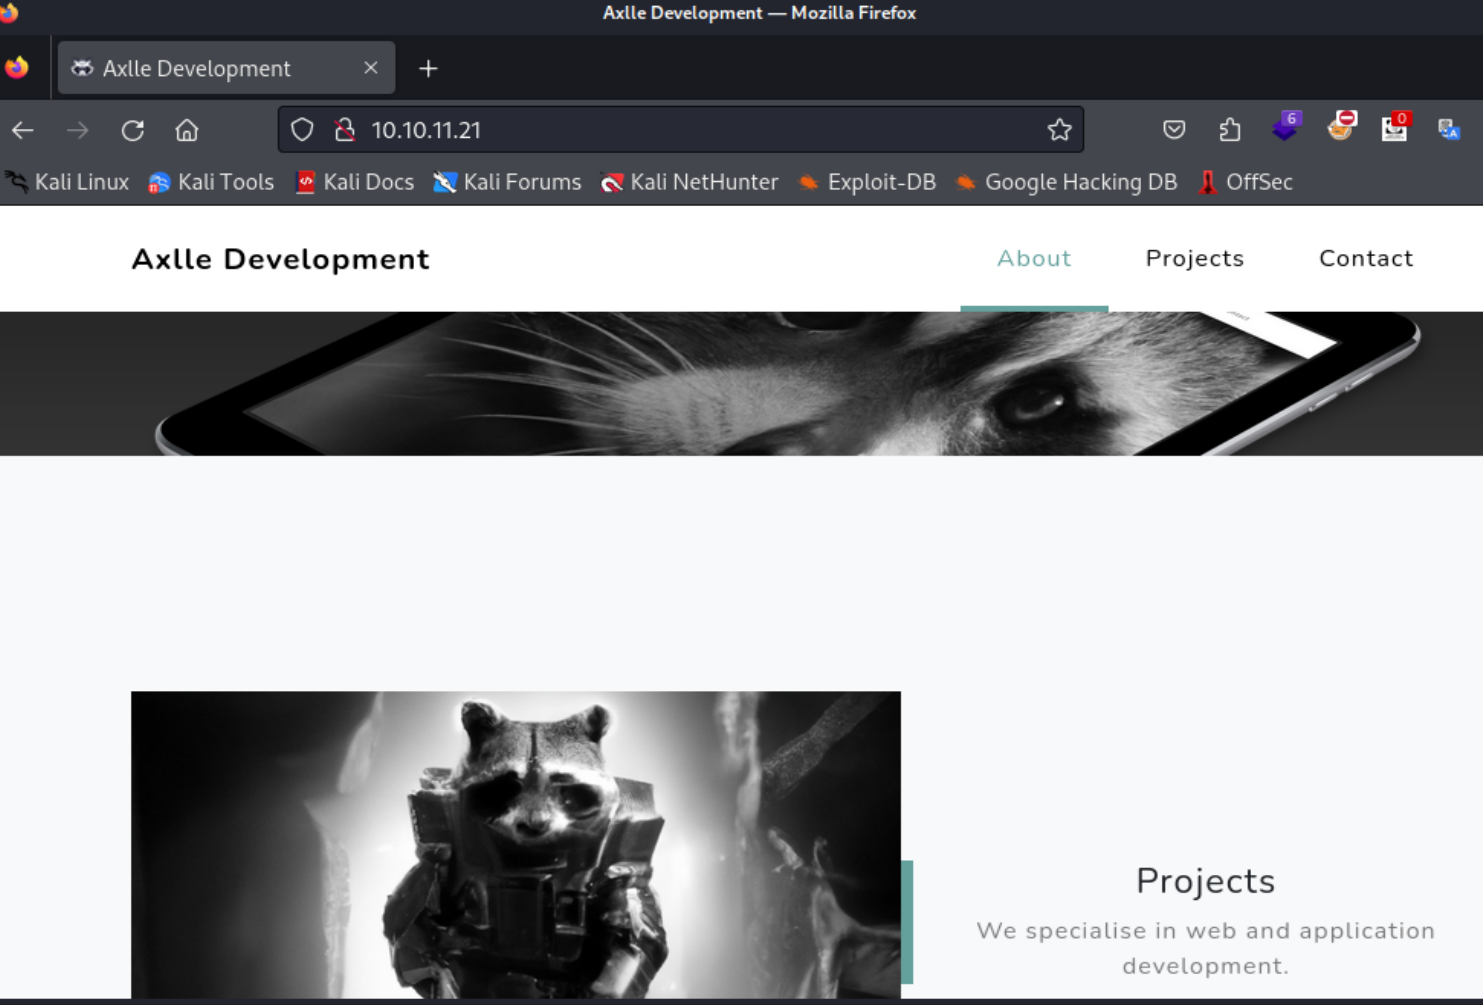 Axlle Development — Mozilla Firefox
Axlle Development
10.10.11.21
6
0
Kali Linux Kali Tools Kali Docs Kali Forums Kali NetHunter Exploit-DB Google Hacking DB OffSec
Axlle Development About Projects Contact
Projects
We specialise in web and application
development.